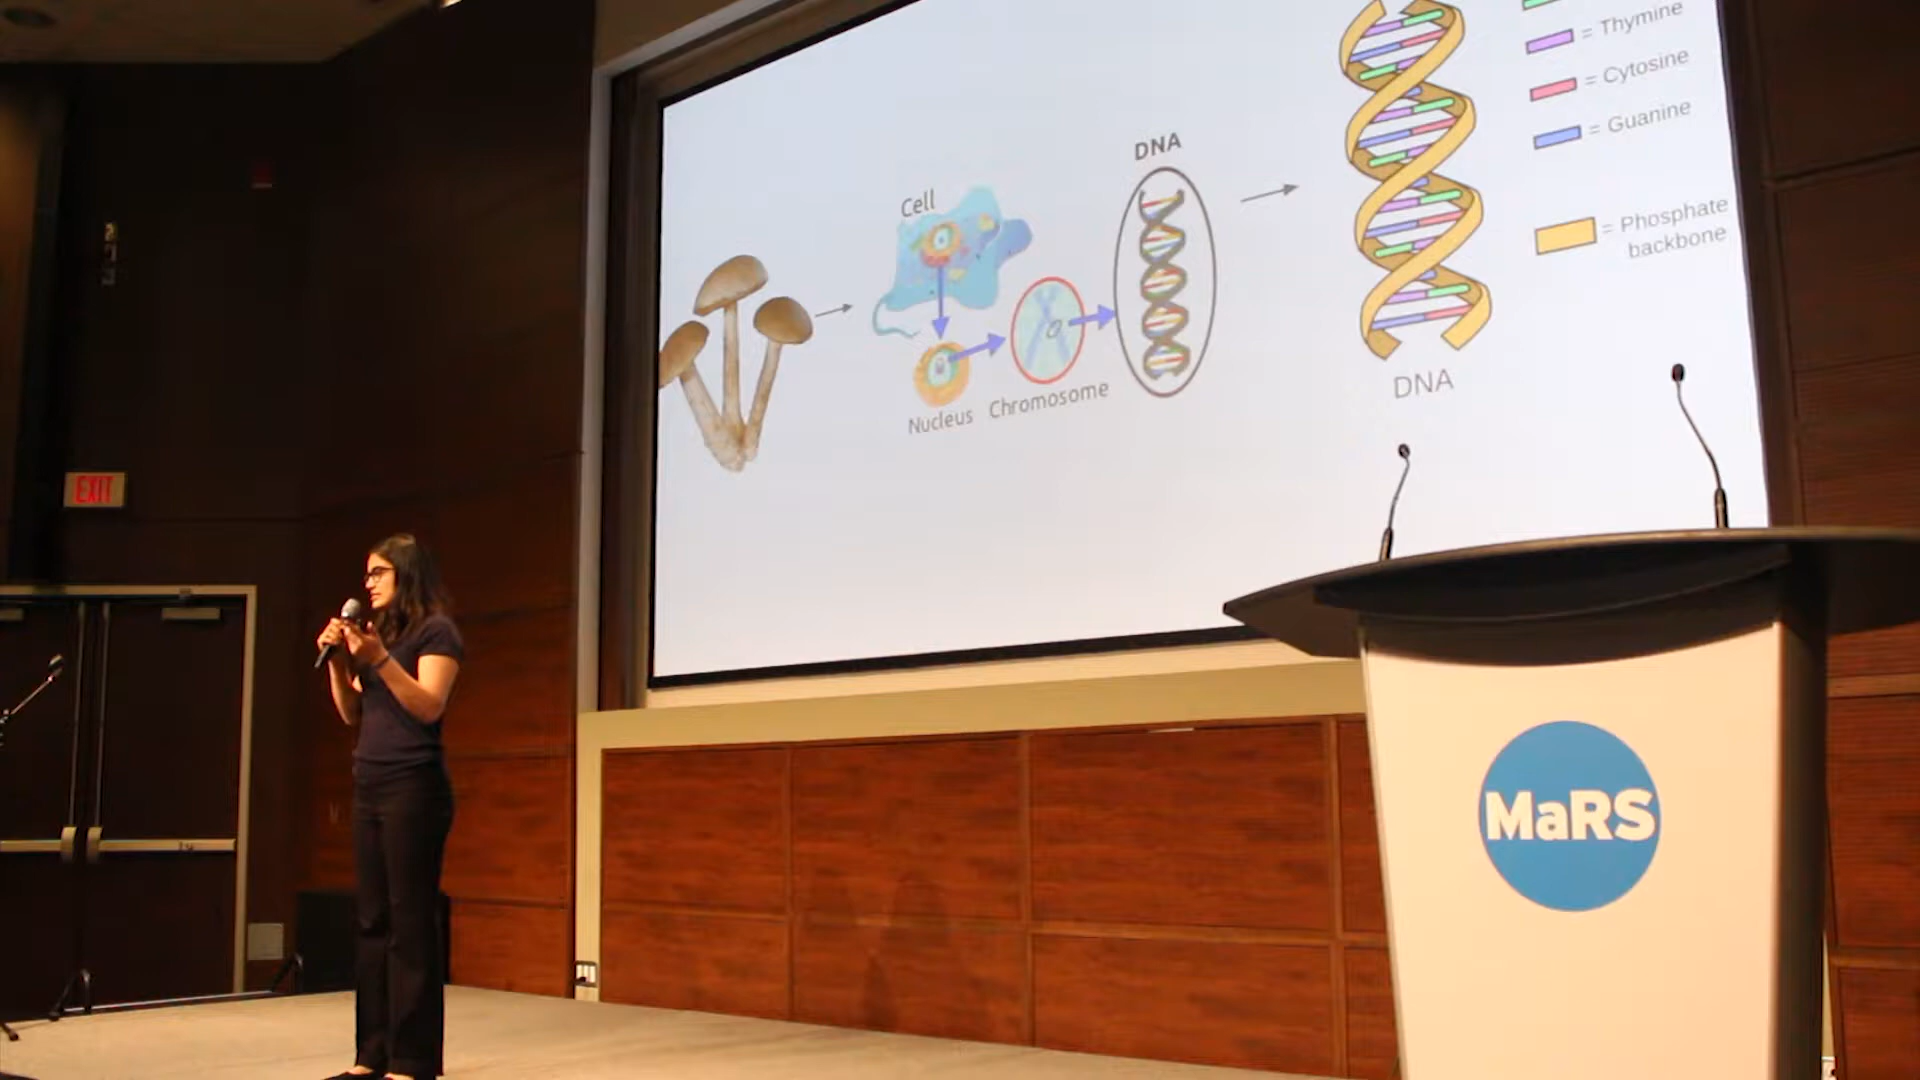 = Thymine
= Cytosine
= Guanine
= Phosphate
backbone
DNA
Cell
Nucleus
Chromosome
DNA
EXIT
MaRS